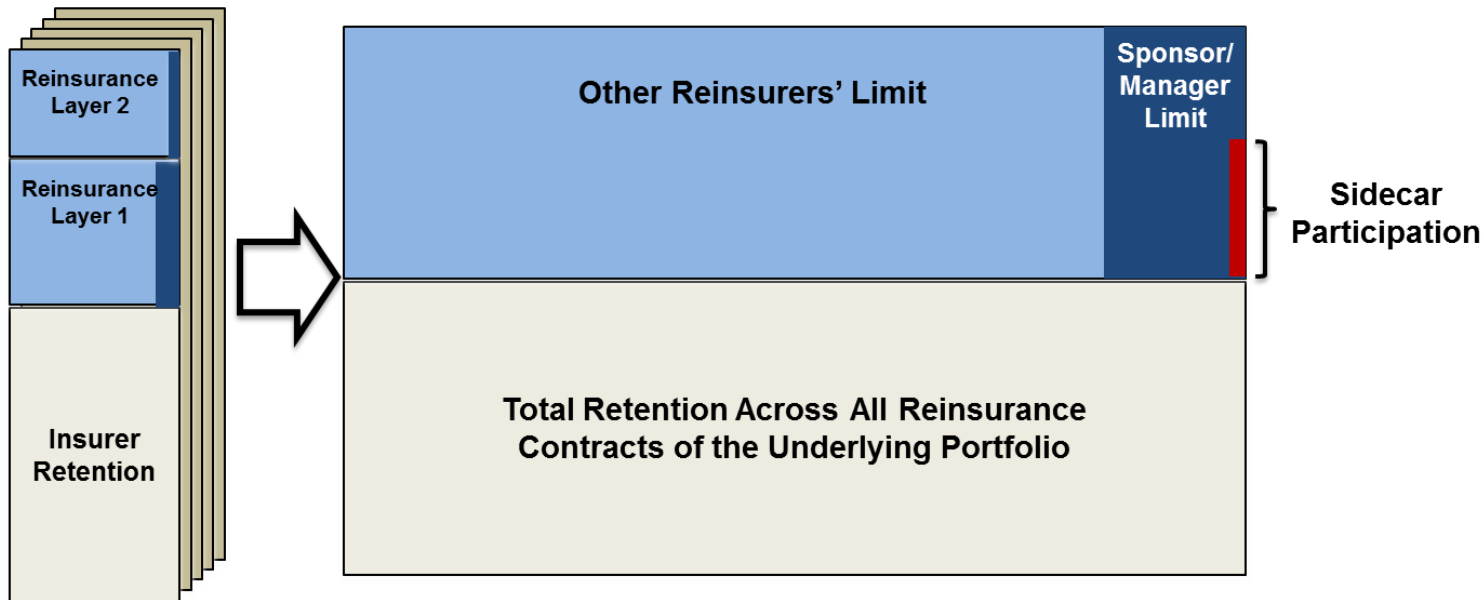 Reinsurance
Layer 2
Reinsurance
Layer 1
Insurer
Retention
Other Reinsurers’ Limit
Sponsor/
Manager
Limit
Sidecar
Participation
Total Retention Across All Reinsurance
Contracts of the Underlying Portfolio